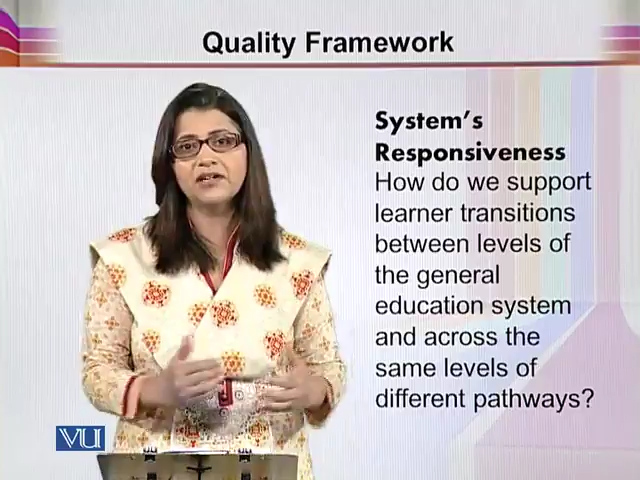 Quality Framework
System's
Responsiveness
How do we support
learner transitions
between levels of
the general
education system
and across the
same levels of
different pathways?
VU